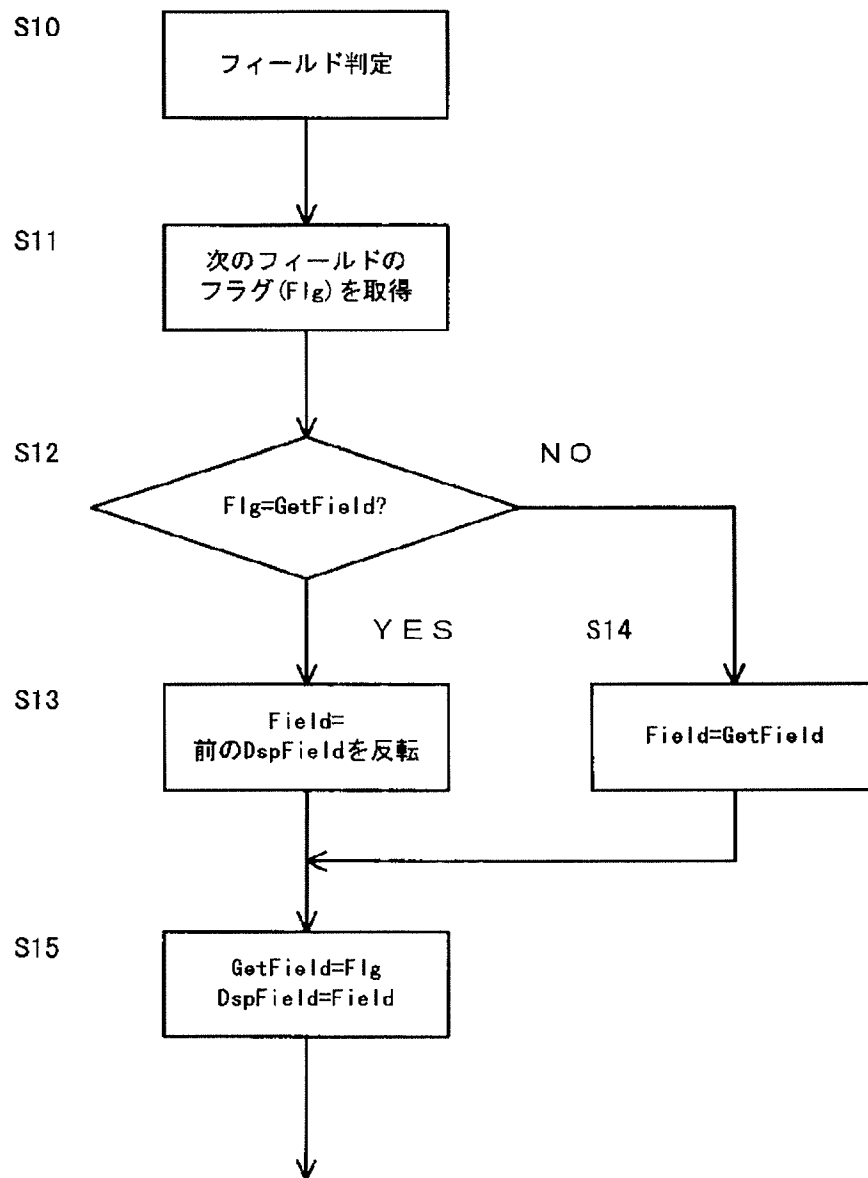 S10
フィールド判定
S11
次のフィールドの
フラグ(Flg)を取得
S12
NO
Flg=GetField?
YES
S14
S13
Field=
前のDspFieldを反転
Field=GetField
S15
GetField=Flg
DspField=Field